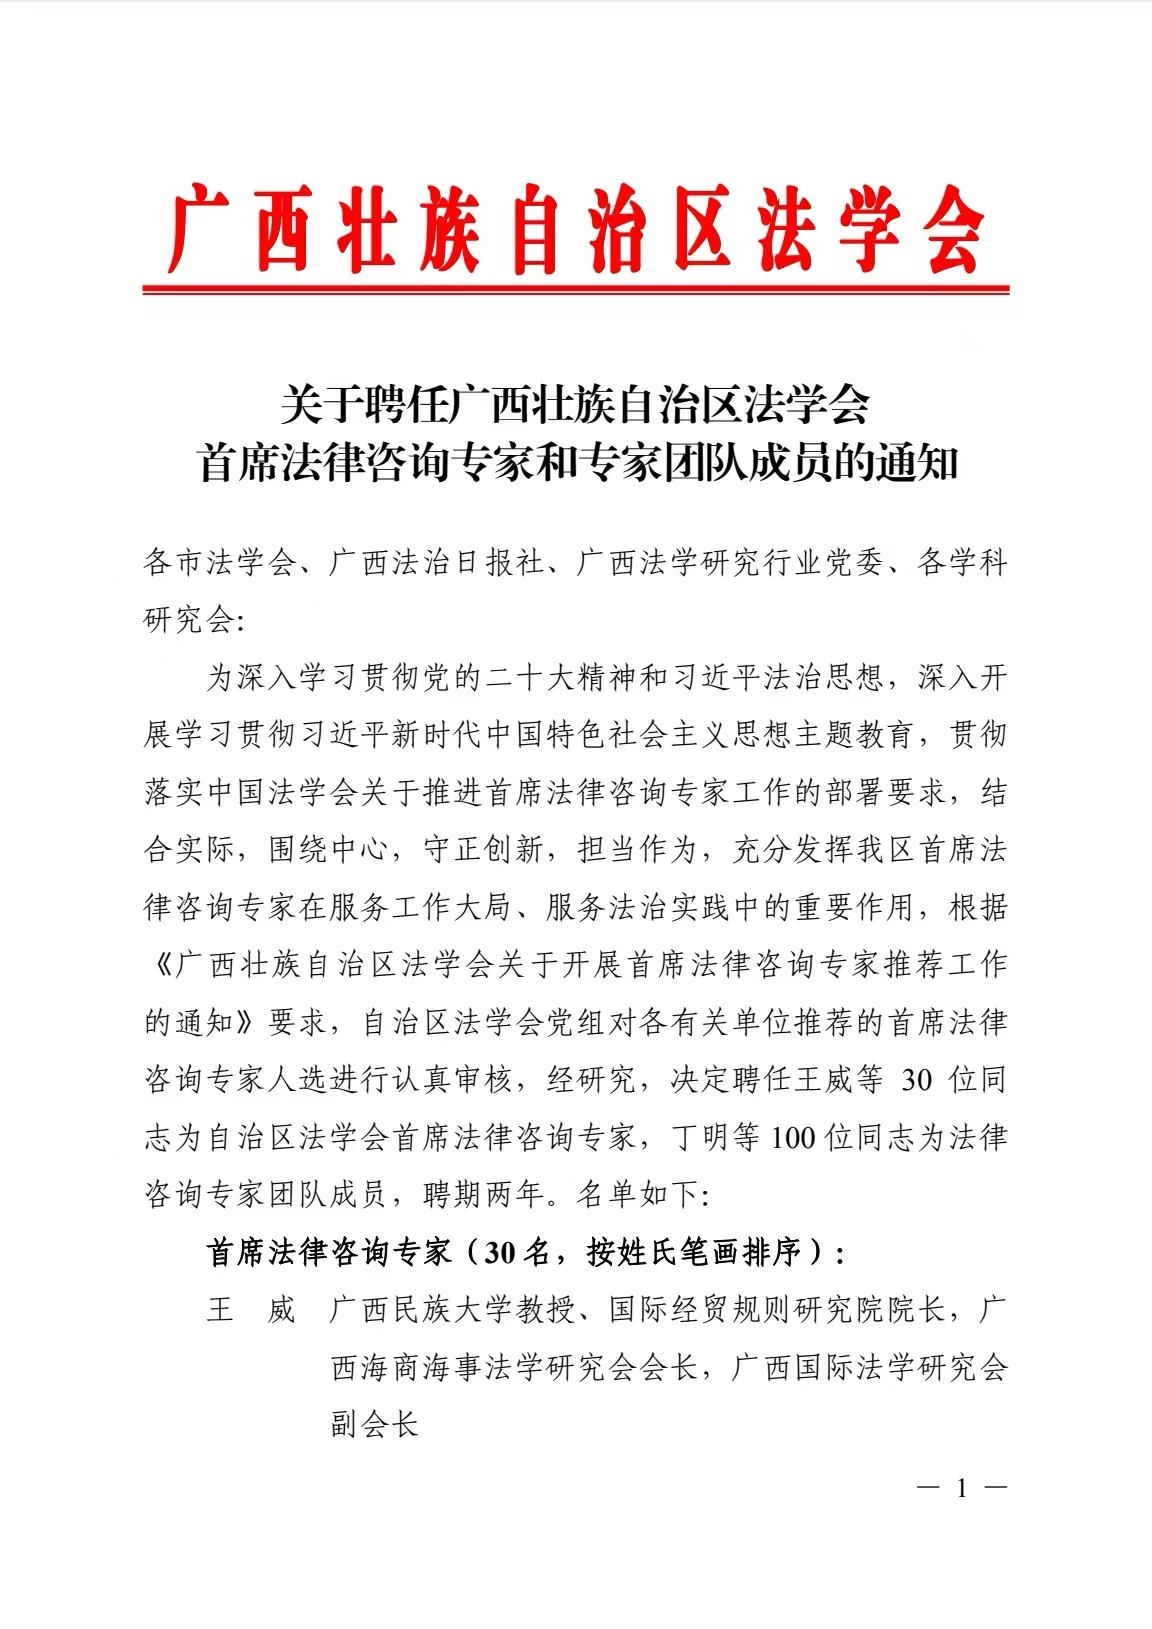 广西壮族自治区法学会
关于聘任广西壮族自治区法学会
首席法律咨询专家和专家团队成员的通知
各市法学会、广西法治日报社、广西法学研究行业党委、各学科
研究会:
为深入学习贯彻党的二十大精神和习近平法治思想，深入开
展学习贯彻习近平新时代中国特色社会主义思想主题教育，贯彻
落实中国法学会关于推进首席法律咨询专家工作的部署要求，结
合实际，围绕中心，守正创新，担当作为，充分发挥我区首席法
律咨询专家在服务工作大局、服务法治实践中的重要作用，根据
《广西壮族自治区法学会关于开展首席法律咨询专家推荐工作
的通知》要求，自治区法学会党组对各有关单位推荐的首席法律
咨询专家人选进行认真审核，经研究，决定聘任王威等 30 位同
志为自治区法学会首席法律咨询专家，丁明等 100 位同志为法律
咨询专家团队成员，聘期两年。名单如下:
首席法律咨询专家（30 名，按姓氏笔画排序）:
王　威　广西民族大学教授、国际经贸规则研究院院长，广
西海商海事法学研究会会长，广西国际法学研究会
副会长
— 1 —